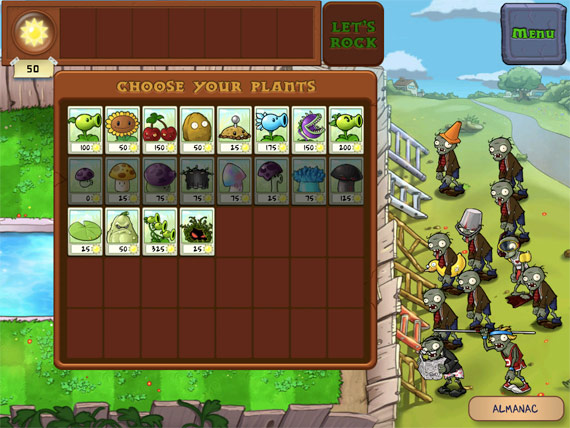 LET'S
ROCK
MENU
50
CHOOSE YOUR PLANTS
100 50 150 50 25 175 150 200
0 25 75 75 75 25 75 125
25 50 325 25
ALMANAC